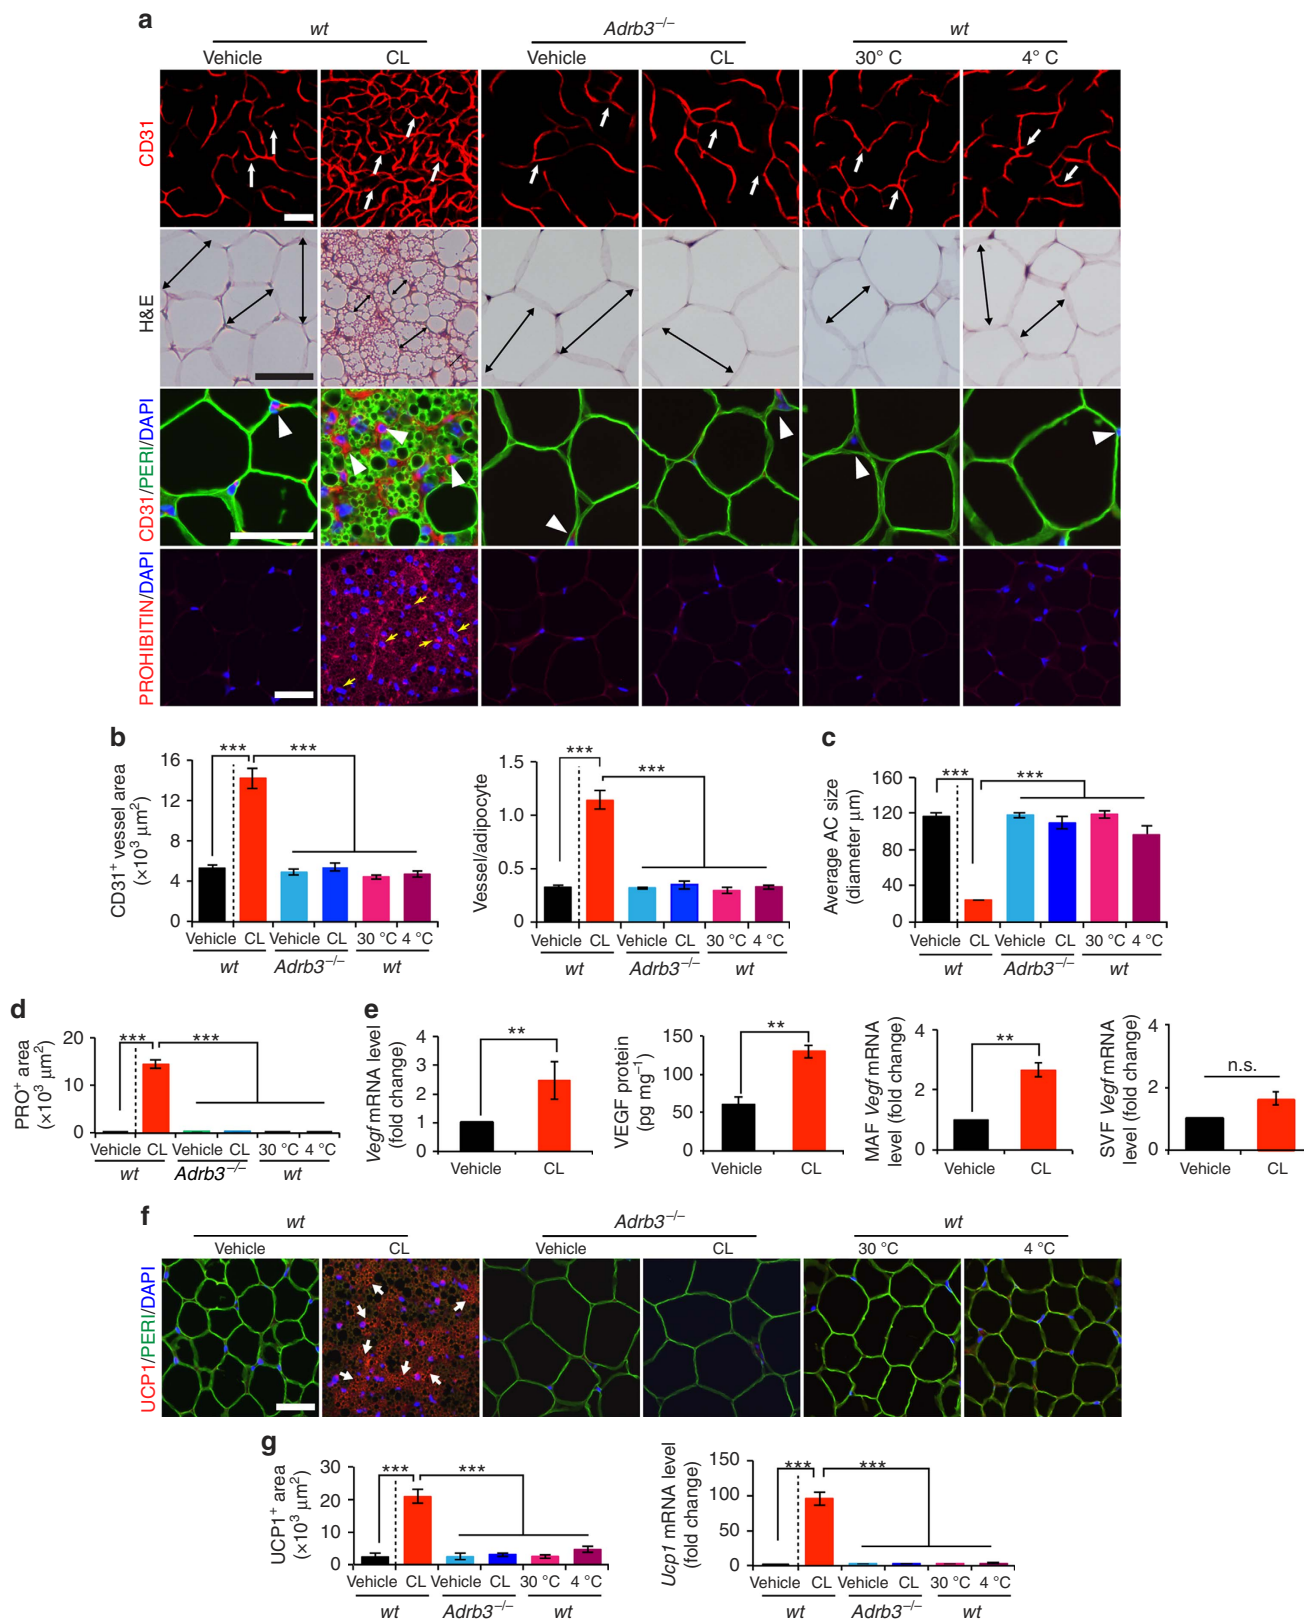 a
wt Adrb3−/− wt
Vehicle CL Vehicle CL 30° C 4° C
CD31
H&E
CD31/PERI/DAPI
PROHIBITIN/DAPI
b
CD31+ vessel area
(×10³ µm²)
16
12
8
4
0
***
***
Vehicle CL Vehicle CL 30 °C 4 °C
wt Adrb3−/− wt
Vessel/adipocyte
1.5
1.0
0.5
0
***
***
Vehicle CL Vehicle CL 30 °C 4 °C
wt Adrb3−/− wt
c
Average AC size
(diameter µm)
160
120
80
40
0
***
***
Vehicle CL Vehicle CL 30 °C 4 °C
wt Adrb3−/− wt
d
PRO+ area
(×10³ µm²)
20
10
0
***
***
Vehicle CL Vehicle CL 30 °C 4 °C
wt Adrb3−/− wt
e
Vegf mRNA level
(fold change)
4
3
2
1
0
**
Vehicle CL
VEGF protein
(pg mg−1)
150
100
50
0
**
Vehicle CL
MAF Vegf mRNA
level (fold change)
4
2
0
**
Vehicle CL
SVF Vegf mRNA
level (fold change)
4
2
0
n.s.
Vehicle CL
f
wt Adrb3−/− wt
Vehicle CL Vehicle CL 30 °C 4 °C
UCP1/PERI/DAPI
g
UCP1+ area
(×10³ µm²)
30
20
10
0
***
***
Vehicle CL Vehicle CL 30 °C 4 °C
wt Adrb3−/− wt
Ucp1 mRNA level
(fold change)
150
100
50
0
***
***
Vehicle CL Vehicle CL 30 °C 4 °C
wt Adrb3−/− wt